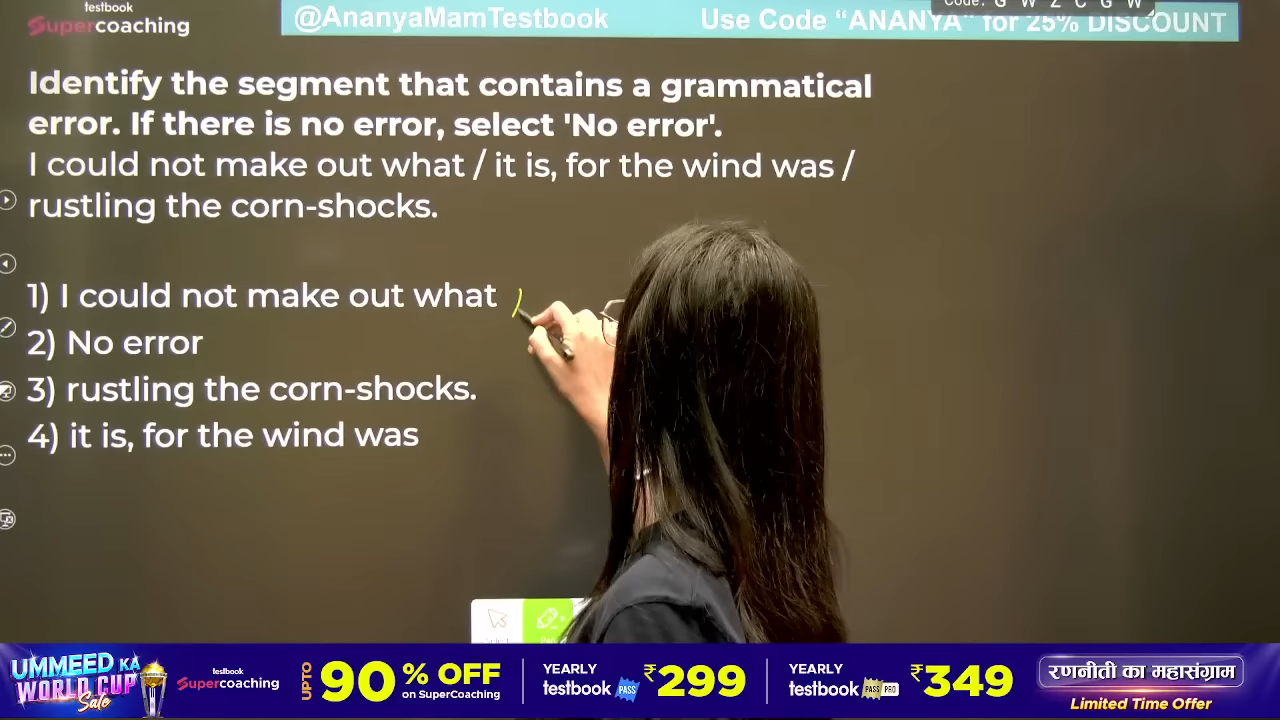 testbook
Supercoaching
@AnanyaMamTestbook
Use Code “ANANYA” for 25% DISCOUNT
Code: G W Z C G W
Identify the segment that contains a grammatical
error. If there is no error, select 'No error'.
I could not make out what / it is, for the wind was /
rustling the corn-shocks.
1) I could not make out what
2) No error
3) rustling the corn-shocks.
4) it is, for the wind was
UMMEED KA
WORLD CUP
Sale
testbook
Supercoaching
UPTO
90% OFF
on SuperCoaching
YEARLY
testbook PASS
₹299
YEARLY
testbook PASS PRO
₹349
रणनीती का महासंग्राम
Limited Time Offer